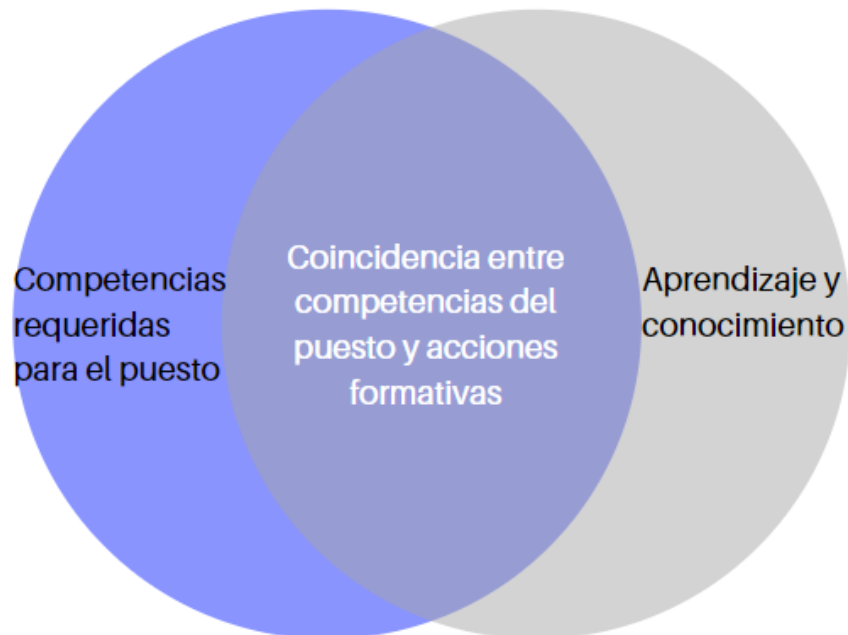 Competencias
requeridas
para el puesto
Coincidencia entre
competencias del
puesto y acciones
formativas
Aprendizaje y
conocimiento